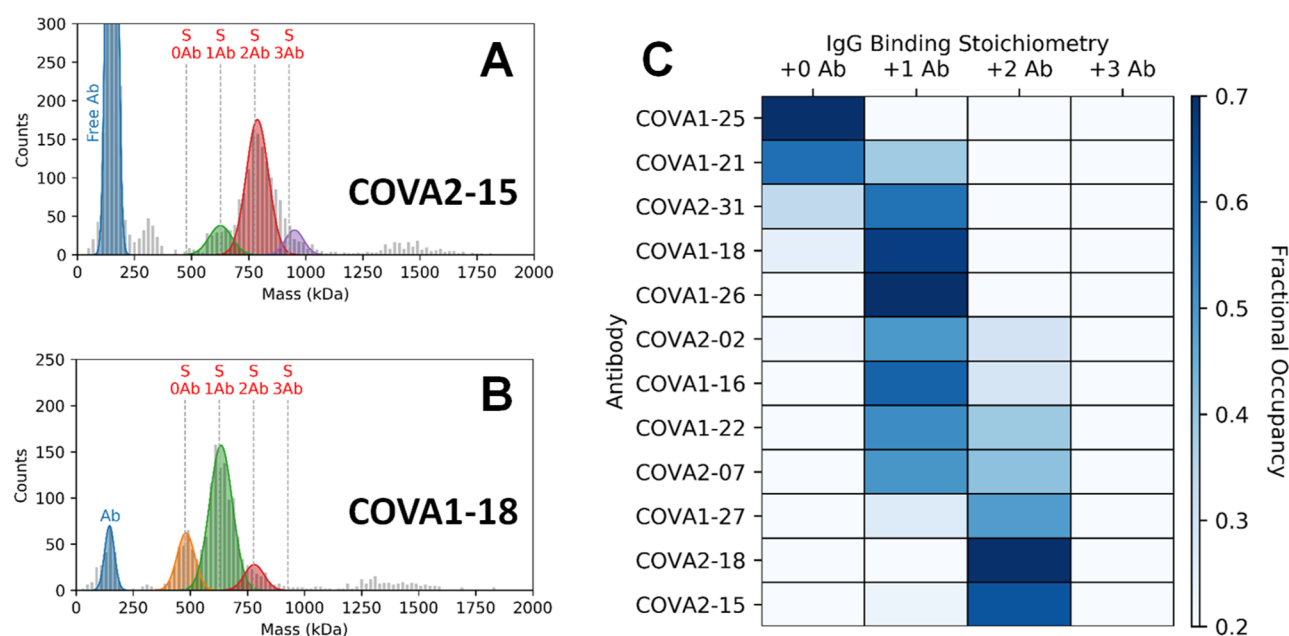 A
300
250
200
150
100
50
0
Counts
Free Ab
S S S S
0Ab 1Ab 2Ab 3Ab
COVA2-15
0 250 500 750 1000 1250 1500 1750 2000
Mass (kDa)
B
250
200
150
100
50
0
Counts
Ab
S S S S
0Ab 1Ab 2Ab 3Ab
COVA1-18
0 250 500 750 1000 1250 1500 1750 2000
Mass (kDa)
C
IgG Binding Stoichiometry
+0 Ab +1 Ab +2 Ab +3 Ab
Antibody
COVA1-25
COVA1-21
COVA2-31
COVA1-18
COVA1-26
COVA2-02
COVA1-16
COVA1-22
COVA2-07
COVA1-27
COVA2-18
COVA2-15
0.7
0.6
0.5
0.4
0.3
0.2
Fractional Occupancy